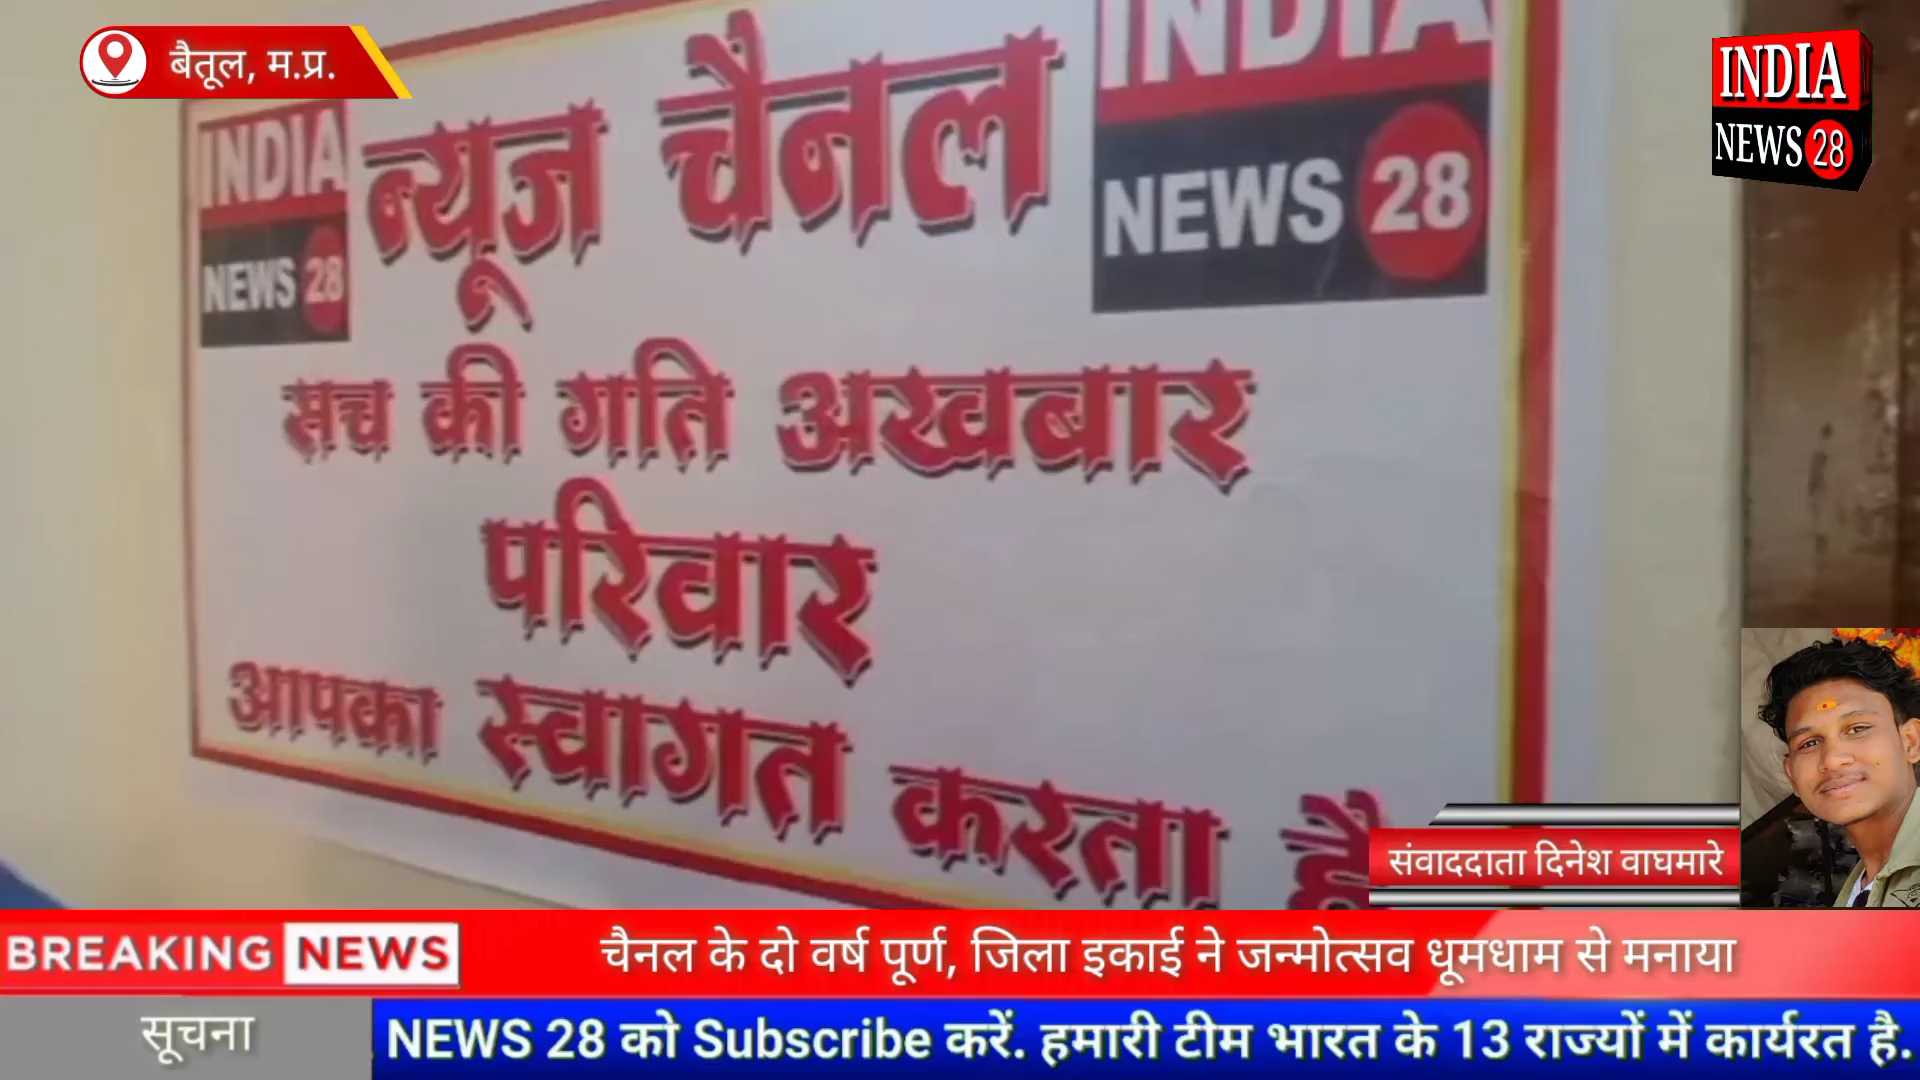 बैतूल, म.प्र.
INDIA
NEWS 28
INDIA
NEWS 28
न्यूज चैनल
INDIA
NEWS 28
सच की गति अखबार
परिवार
आपका स्वागत करता है
संवाददाता दिनेश वाघमारे
BREAKING NEWS
चैनल के दो वर्ष पूर्ण, जिला इकाई ने जन्मोत्सव धूमधाम से मनाया
सूचना
NEWS 28 को Subscribe करें. हमारी टीम भारत के 13 राज्यों में कार्यरत है.